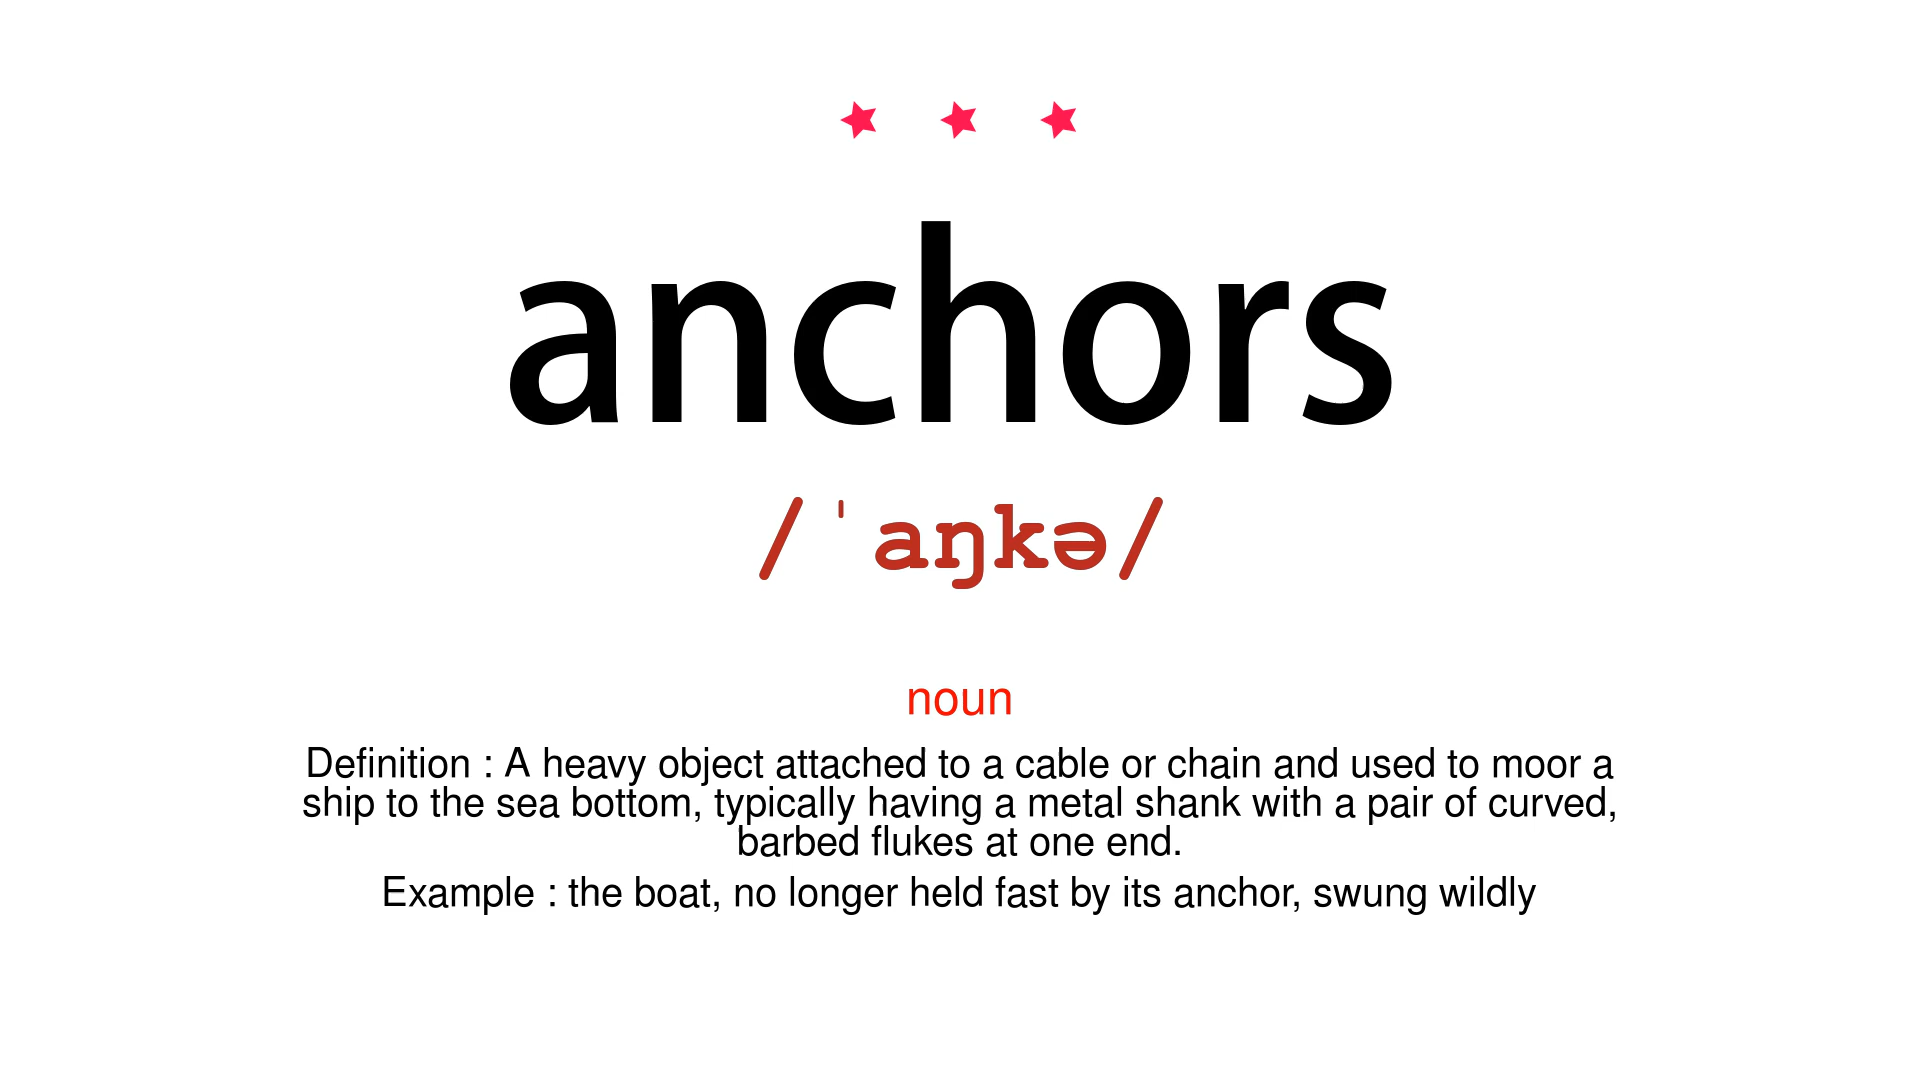 anchors
/ˈaŋkə/
noun
Definition : A heavy object attached to a cable or chain and used to moor a
ship to the sea bottom, typically having a metal shank with a pair of curved,
barbed flukes at one end.
Example : the boat, no longer held fast by its anchor, swung wildly